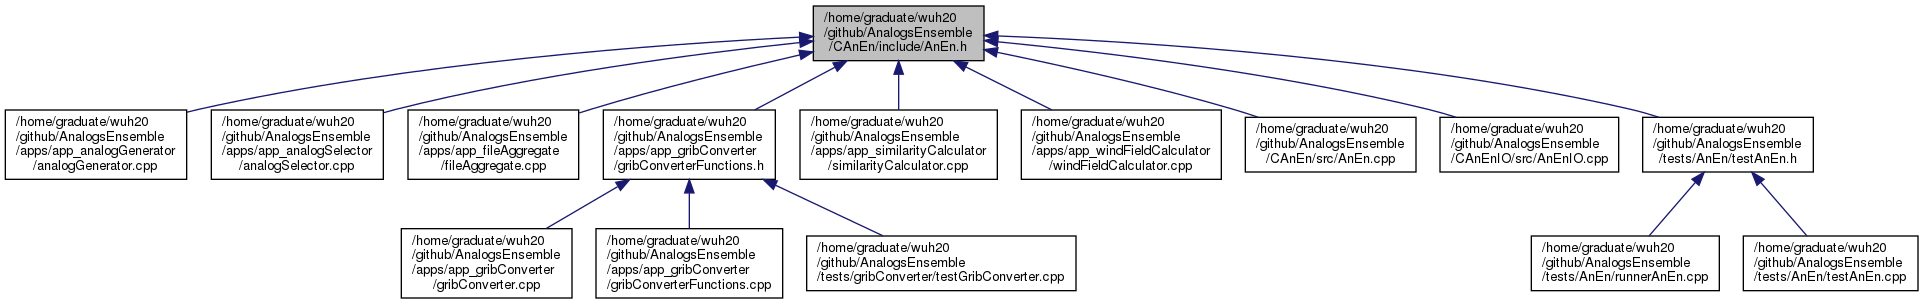 /home/graduate/wuh20
/github/AnalogsEnsemble
/CAnEn/include/AnEn.h
/home/graduate/wuh20
/github/AnalogsEnsemble
/apps/app_analogGenerator
/analogGenerator.cpp
/home/graduate/wuh20
/github/AnalogsEnsemble
/apps/app_analogSelector
/analogSelector.cpp
/home/graduate/wuh20
/github/AnalogsEnsemble
/apps/app_fileAggregate
/fileAggregate.cpp
/home/graduate/wuh20
/github/AnalogsEnsemble
/apps/app_gribConverter
/gribConverterFunctions.h
/home/graduate/wuh20
/github/AnalogsEnsemble
/apps/app_similarityCalculator
/similarityCalculator.cpp
/home/graduate/wuh20
/github/AnalogsEnsemble
/apps/app_windFieldCalculator
/windFieldCalculator.cpp
/home/graduate/wuh20
/github/AnalogsEnsemble
/CAnEn/src/AnEn.cpp
/home/graduate/wuh20
/github/AnalogsEnsemble
/CAnEnIO/src/AnEnIO.cpp
/home/graduate/wuh20
/github/AnalogsEnsemble
/tests/AnEn/testAnEn.h
/home/graduate/wuh20
/github/AnalogsEnsemble
/apps/app_gribConverter
/gribConverter.cpp
/home/graduate/wuh20
/github/AnalogsEnsemble
/apps/app_gribConverter
/gribConverterFunctions.cpp
/home/graduate/wuh20
/github/AnalogsEnsemble
/tests/gribConverter/testGribConverter.cpp
/home/graduate/wuh20
/github/AnalogsEnsemble
/tests/AnEn/runnerAnEn.cpp
/home/graduate/wuh20
/github/AnalogsEnsemble
/tests/AnEn/testAnEn.cpp